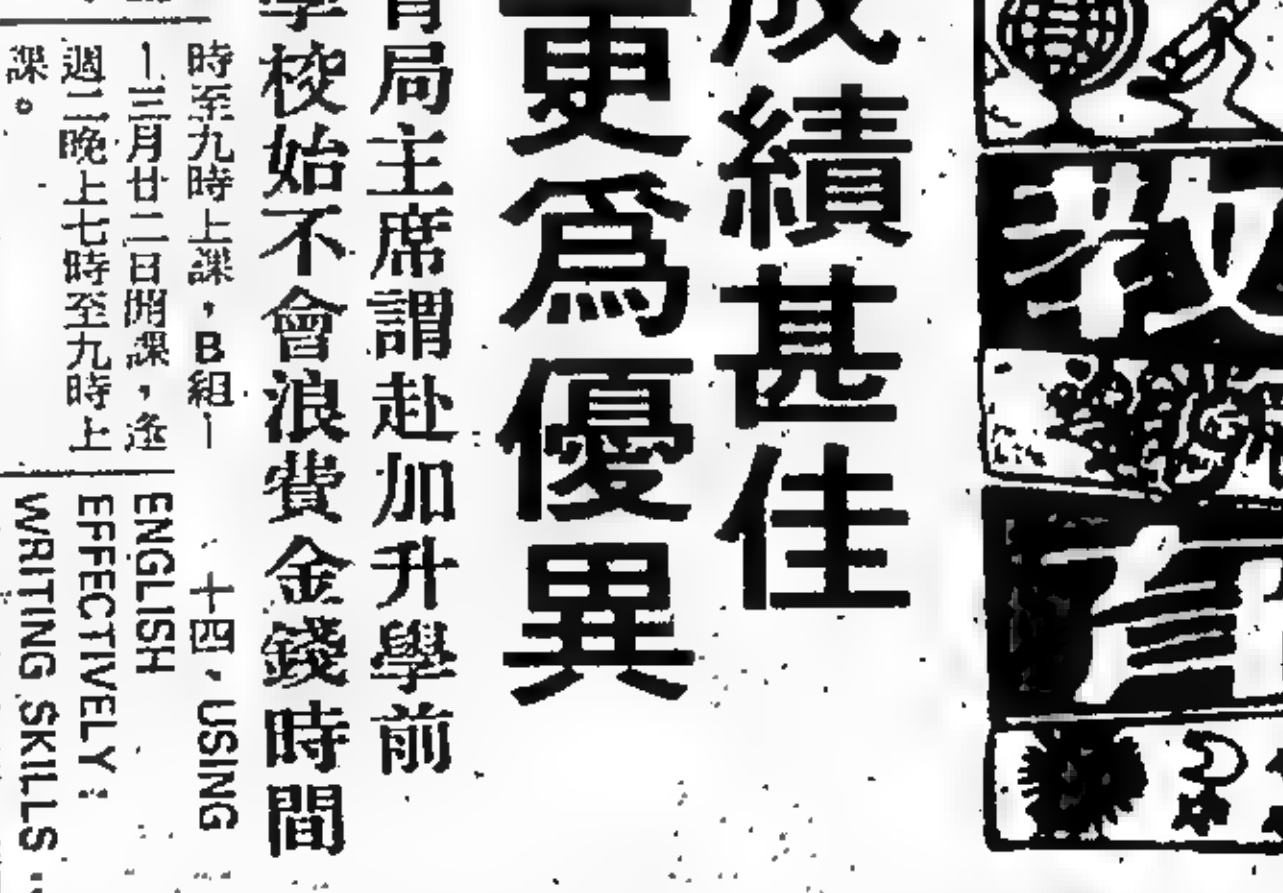 教育
成績甚佳
更爲優異
育局主席謂赴加升學前
學校始不會浪費金錢時間
時至九時上課，B組—
—三月廿二日開課，逢
週二晚上七時至九時上
課。
十四、USING
ENGLISH
EFFECTIVELY：
WRITING SKILLS